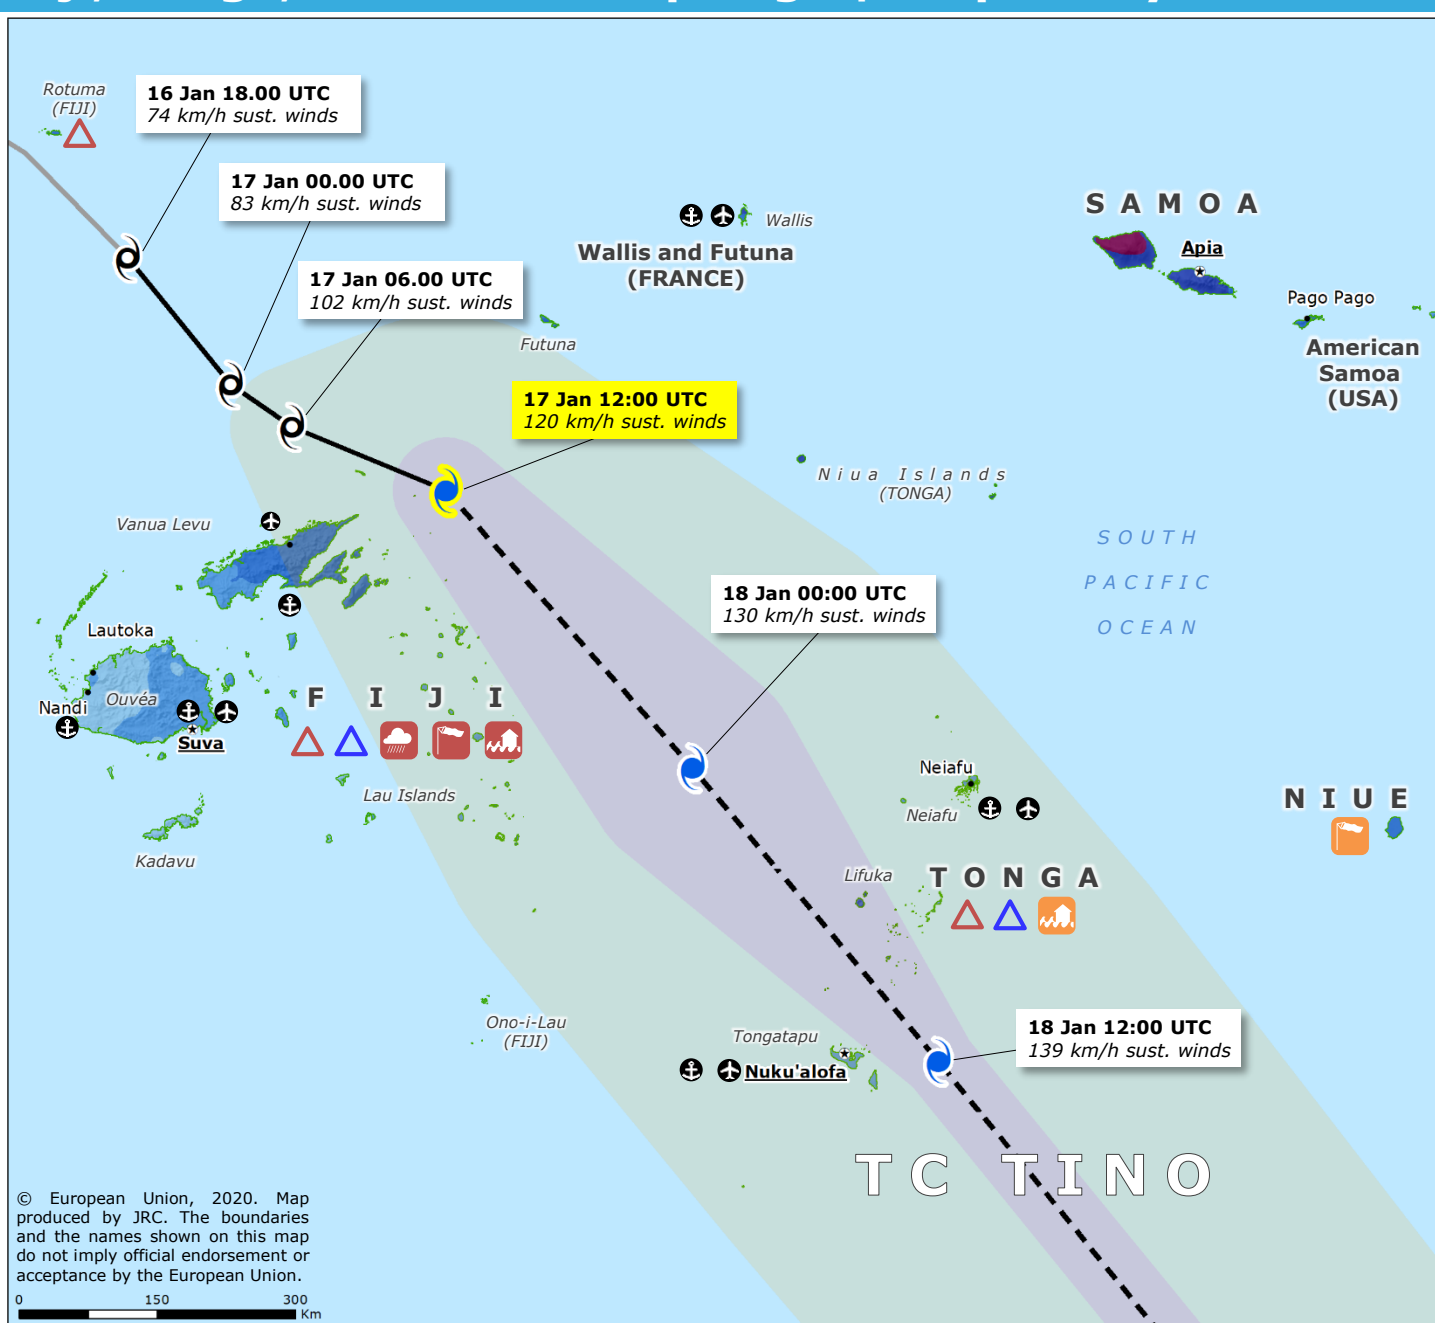 Rotuma
(FIJI)
16 Jan 18.00 UTC
74 km/h sust. winds
17 Jan 00.00 UTC
83 km/h sust. winds
17 Jan 06.00 UTC
102 km/h sust. winds
Wallis
Wallis and Futuna
(FRANCE)
SAMOA
Apia
Pago Pago
American
Samoa
(USA)
Futuna
17 Jan 12:00 UTC
120 km/h sust. winds
Niua Islands
(TONGA)
Vanua Levu
SOUTH
PACIFIC
OCEAN
18 Jan 00:00 UTC
130 km/h sust. winds
Lautoka
Ouvéa
Nandi
Suva
FIJI
Lau Islands
Kadavu
Neiafu
Neiafu
NIUE
Lifuka
TONGA
Ono-i-Lau
(FIJI)
Tongatapu
Nuku'alofa
18 Jan 12:00 UTC
139 km/h sust. winds
TC TINO
© European Union, 2020. Map
produced by JRC. The boundaries
and the names shown on this map
do not imply official endorsement or
acceptance by the European Union.
0 150 300
Km